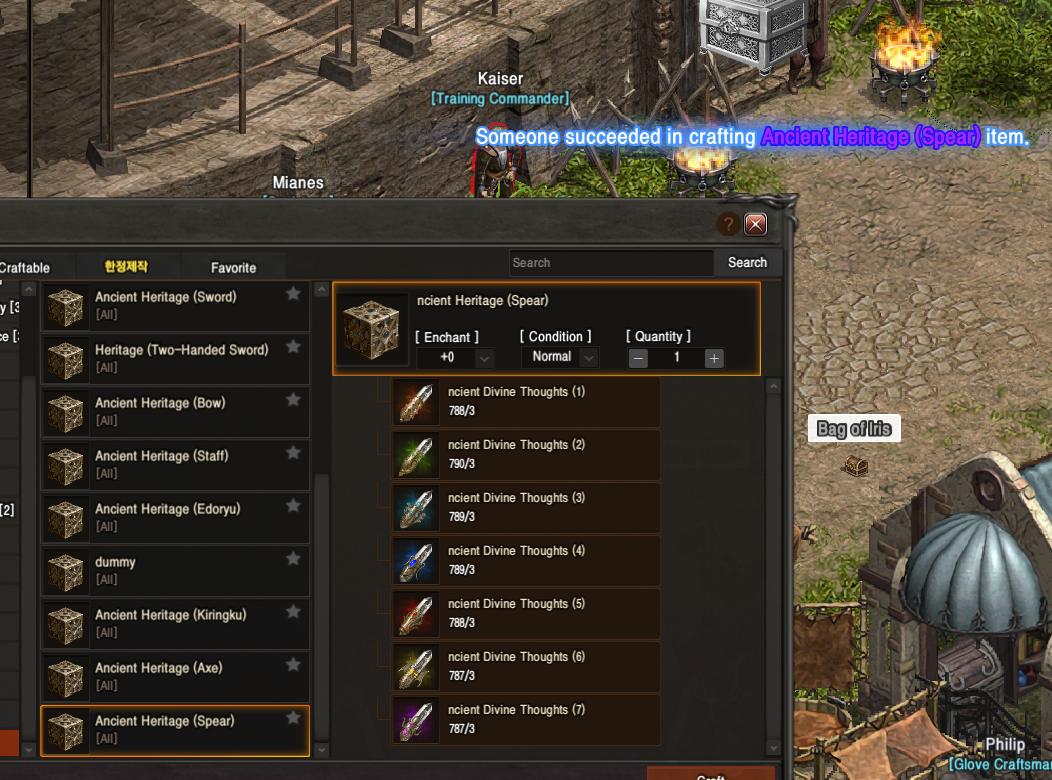 Kaiser
[Training Commander]
Someone succeeded in crafting Ancient Heritage (Spear) item.
Mianes
?
Craftable
한정제작
Favorite
Search
Search
y [3
ce [3
[2]
Ancient Heritage (Sword)
[All]
Heritage (Two-Handed Sword)
[All]
Ancient Heritage (Bow)
[All]
Ancient Heritage (Staff)
[All]
Ancient Heritage (Edoryu)
[All]
dummy
[All]
Ancient Heritage (Kiringku)
[All]
Ancient Heritage (Axe)
[All]
Ancient Heritage (Spear)
[All]
ncient Heritage (Spear)
[ Enchant ] [ Condition ] [ Quantity ]
+0 Normal − 1 +
ncient Divine Thoughts (1)
788/3
ncient Divine Thoughts (2)
790/3
ncient Divine Thoughts (3)
789/3
ncient Divine Thoughts (4)
789/3
ncient Divine Thoughts (5)
788/3
ncient Divine Thoughts (6)
787/3
ncient Divine Thoughts (7)
787/3
Craft
Bag of Iris
Philip
[Glove Craftsman